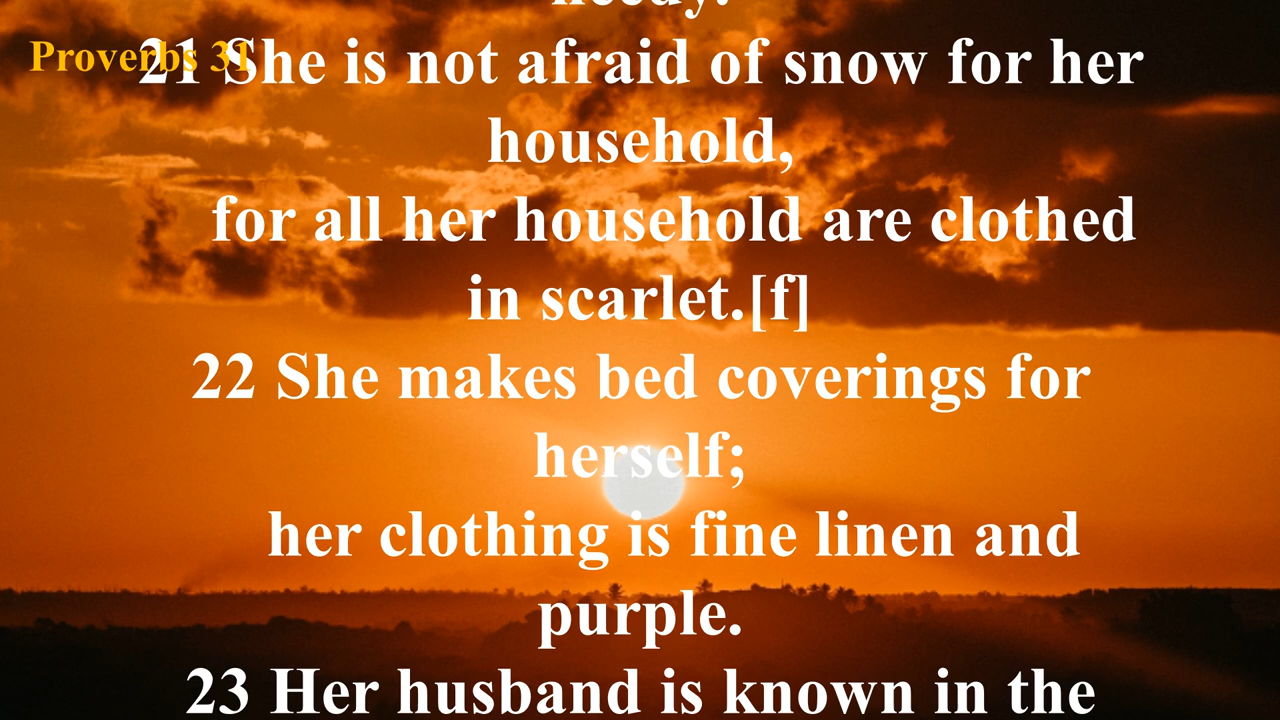 needy.
Proverbs 31
21 She is not afraid of snow for her
household,
for all her household are clothed
in scarlet.[f]
22 She makes bed coverings for
herself;
her clothing is fine linen and
purple.
23 Her husband is known in the